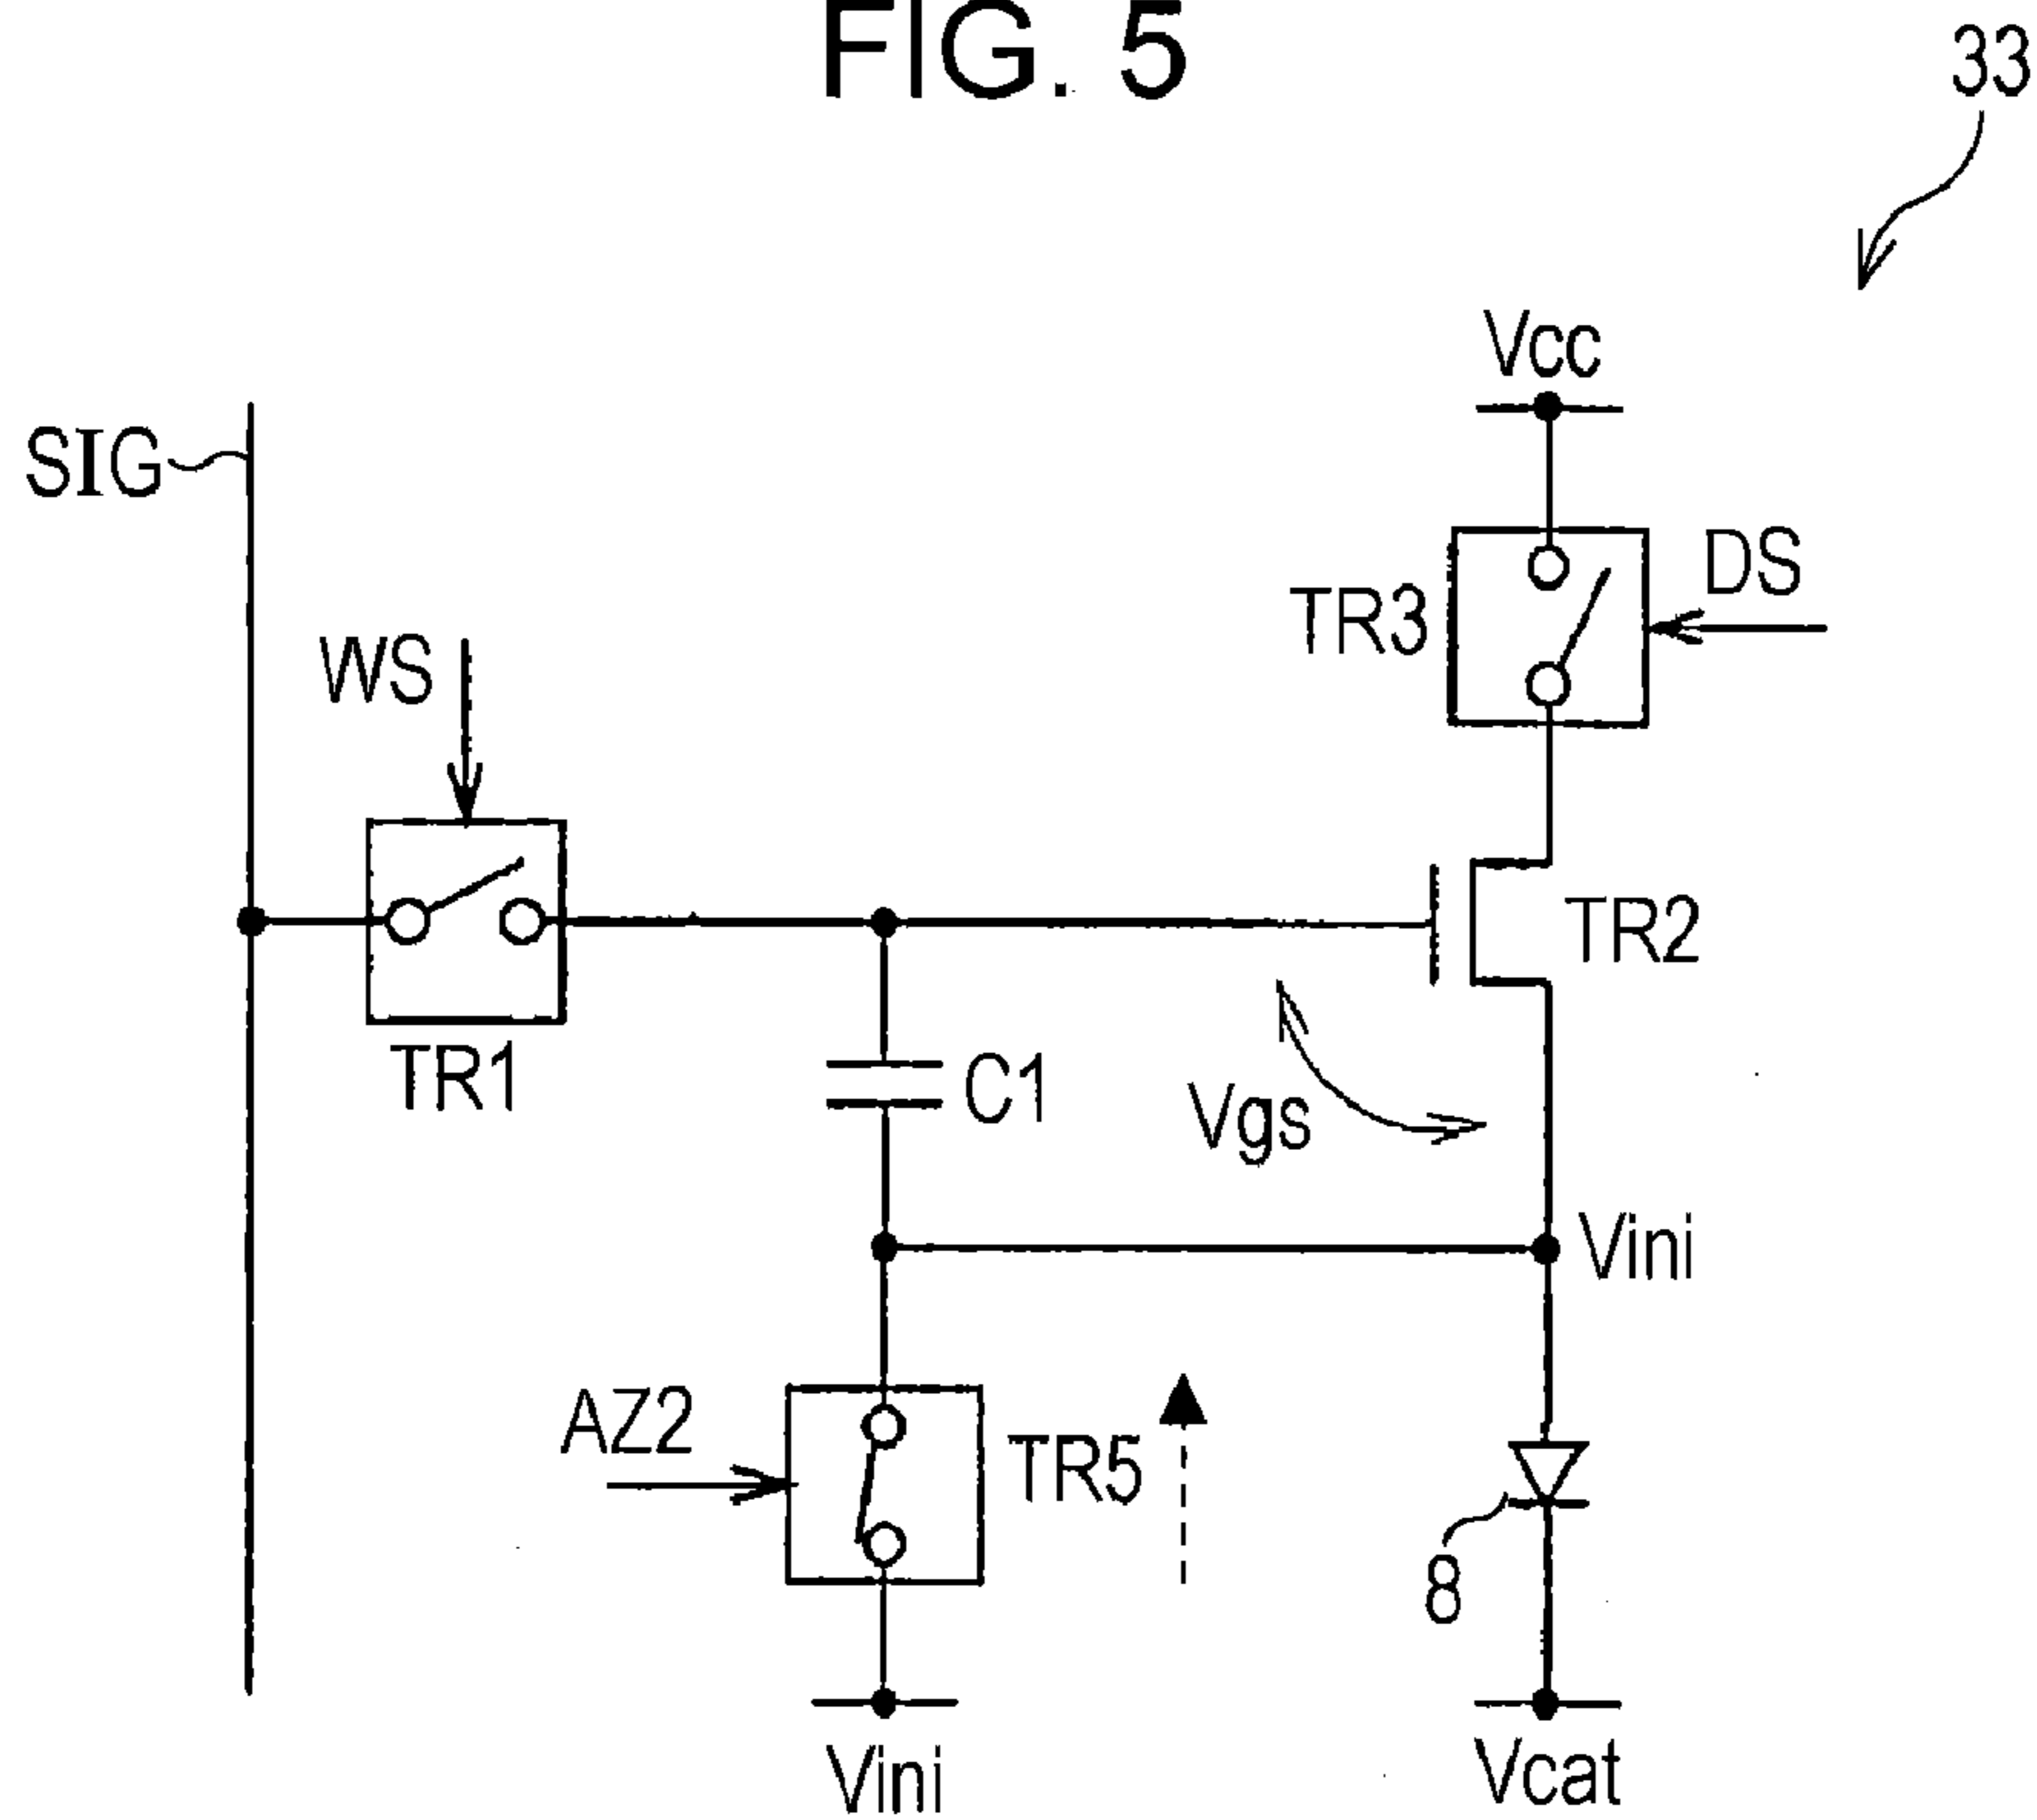 FIG. 5
33
Vcc
SIG
DS
TR3
WS
TR2
TR1
C1
Vgs
Vini
AZ2
TR5
8
Vini
Vcat